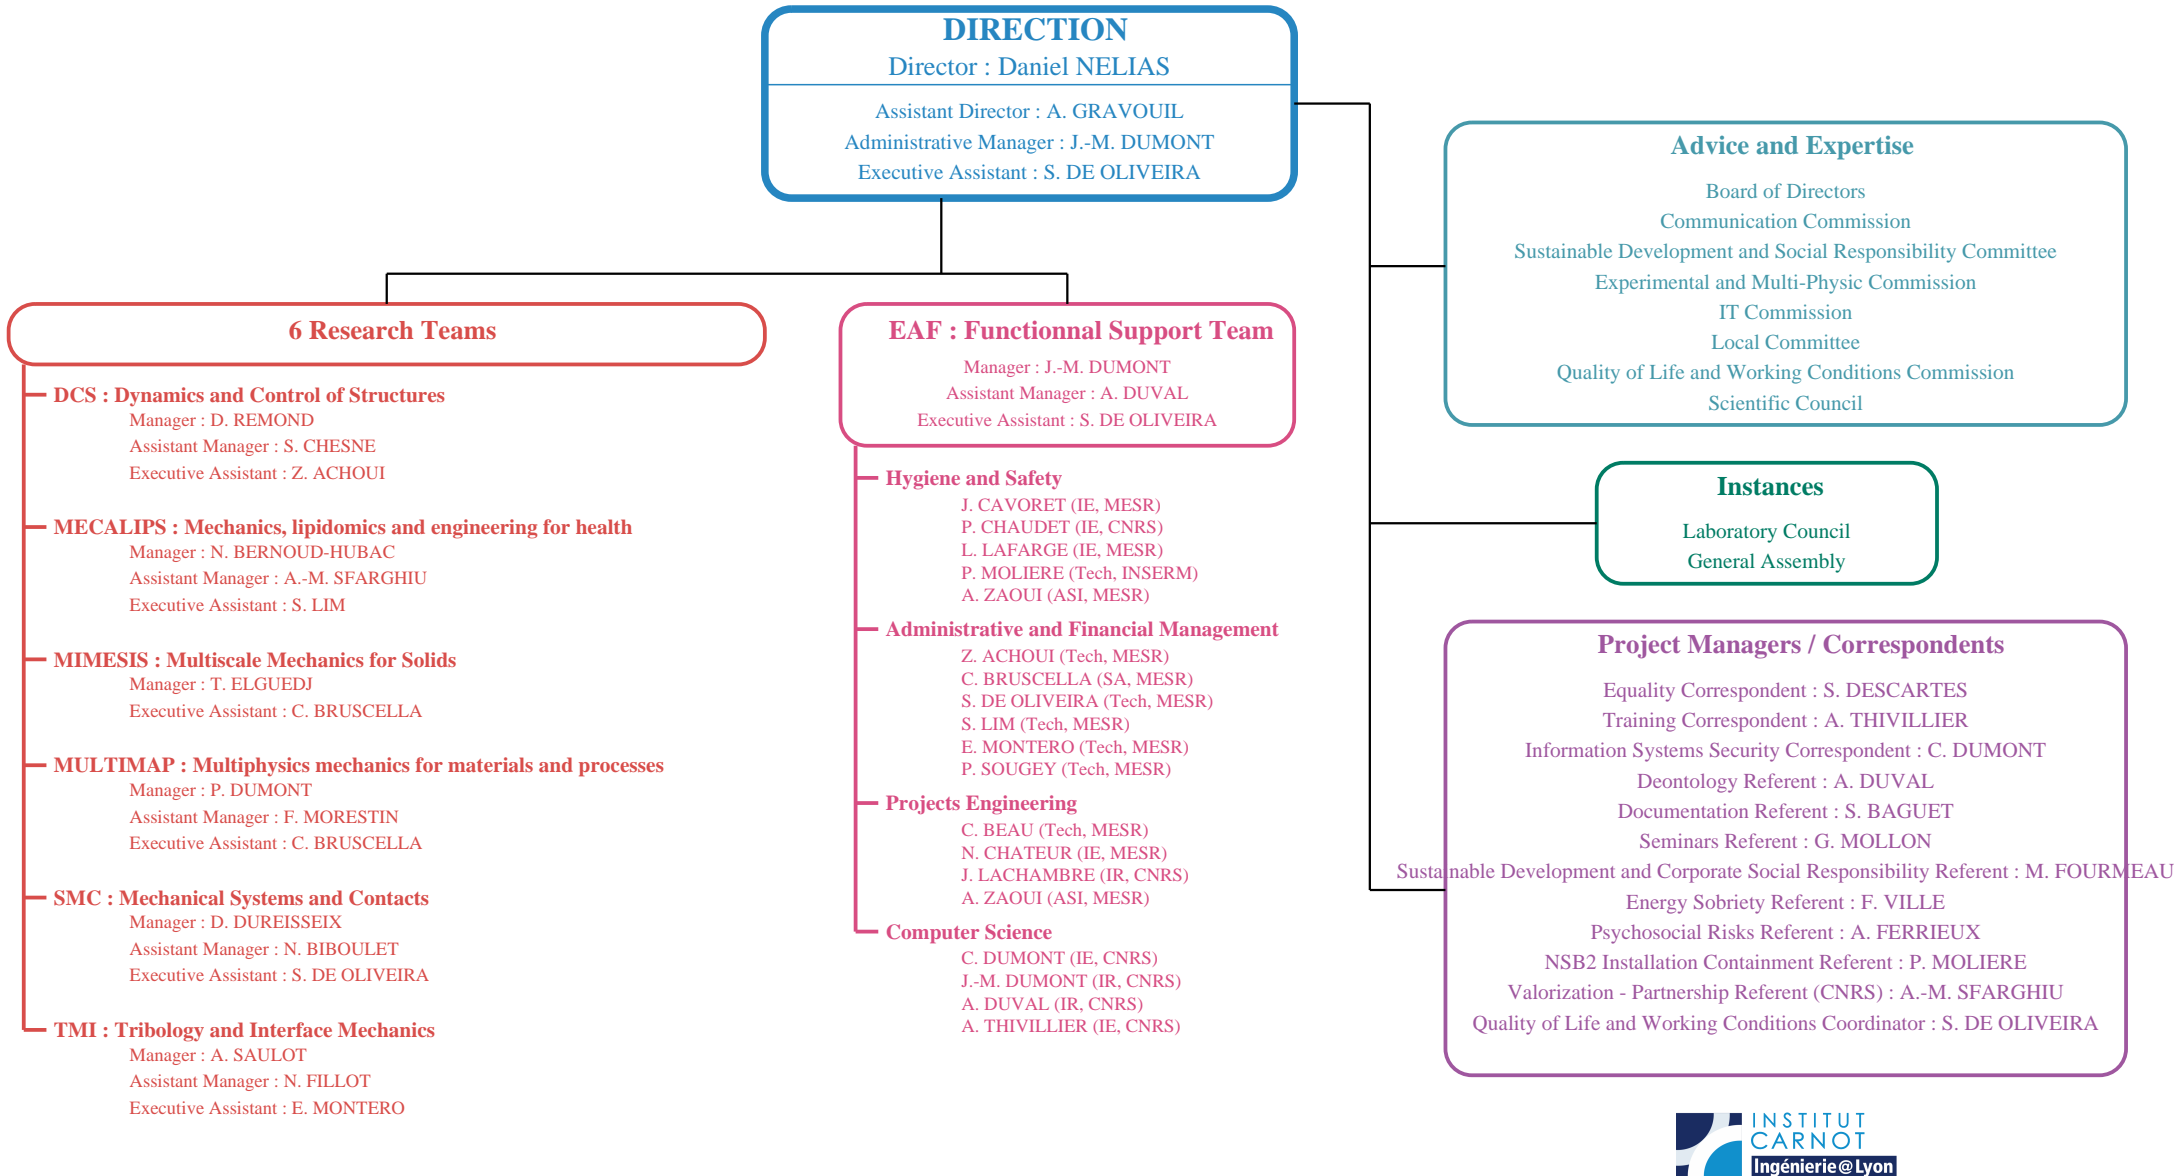 DIRECTION
Director : Daniel NELIAS
Assistant Director : A. GRAVOUIL
Administrative Manager : J.-M. DUMONT
Executive Assistant : S. DE OLIVEIRA
6 Research Teams
DCS : Dynamics and Control of Structures
Manager : D. REMOND
Assistant Manager : S. CHESNE
Executive Assistant : Z. ACHOUI
MECALIPS : Mechanics, lipidomics and engineering for health
Manager : N. BERNOUD-HUBAC
Assistant Manager : A.-M. SFARGHIU
Executive Assistant : S. LIM
MIMESIS : Multiscale Mechanics for Solids
Manager : T. ELGUEDJ
Executive Assistant : C. BRUSCELLA
MULTIMAP : Multiphysics mechanics for materials and processes
Manager : P. DUMONT
Assistant Manager : F. MORESTIN
Executive Assistant : C. BRUSCELLA
SMC : Mechanical Systems and Contacts
Manager : D. DUREISSEIX
Assistant Manager : N. BIBOULET
Executive Assistant : S. DE OLIVEIRA
TMI : Tribology and Interface Mechanics
Manager : A. SAULOT
Assistant Manager : N. FILLOT
Executive Assistant : E. MONTERO
EAF : Functionnal Support Team
Manager : J.-M. DUMONT
Assistant Manager : A. DUVAL
Executive Assistant : S. DE OLIVEIRA
Hygiene and Safety
J. CAVORET (IE, MESR)
P. CHAUDET (IE, CNRS)
L. LAFARGE (IE, MESR)
P. MOLIERE (Tech, INSERM)
A. ZAOUI (ASI, MESR)
Administrative and Financial Management
Z. ACHOUI (Tech, MESR)
C. BRUSCELLA (SA, MESR)
S. DE OLIVEIRA (Tech, MESR)
S. LIM (Tech, MESR)
E. MONTERO (Tech, MESR)
P. SOUGEY (Tech, MESR)
Projects Engineering
C. BEAU (Tech, MESR)
N. CHATEUR (IE, MESR)
J. LACHAMBRE (IR, CNRS)
A. ZAOUI (ASI, MESR)
Computer Science
C. DUMONT (IE, CNRS)
J.-M. DUMONT (IR, CNRS)
A. DUVAL (IR, CNRS)
A. THIVILLIER (IE, CNRS)
Advice and Expertise
Board of Directors
Communication Commission
Sustainable Development and Social Responsibility Committee
Experimental and Multi-Physic Commission
IT Commission
Local Committee
Quality of Life and Working Conditions Commission
Scientific Council
Instances
Laboratory Council
General Assembly
Project Managers / Correspondents
Equality Correspondent : S. DESCARTES
Training Correspondent : A. THIVILLIER
Information Systems Security Correspondent : C. DUMONT
Deontology Referent : A. DUVAL
Documentation Referent : S. BAGUET
Seminars Referent : G. MOLLON
Sustainable Development and Corporate Social Responsibility Referent : M. FOURMEAU
Energy Sobriety Referent : F. VILLE
Psychosocial Risks Referent : A. FERRIEUX
NSB2 Installation Containment Referent : P. MOLIERE
Valorization - Partnership Referent (CNRS) : A.-M. SFARGHIU
Quality of Life and Working Conditions Coordinator : S. DE OLIVEIRA
INSTITUT
CARNOT
Ingénierie@Lyon